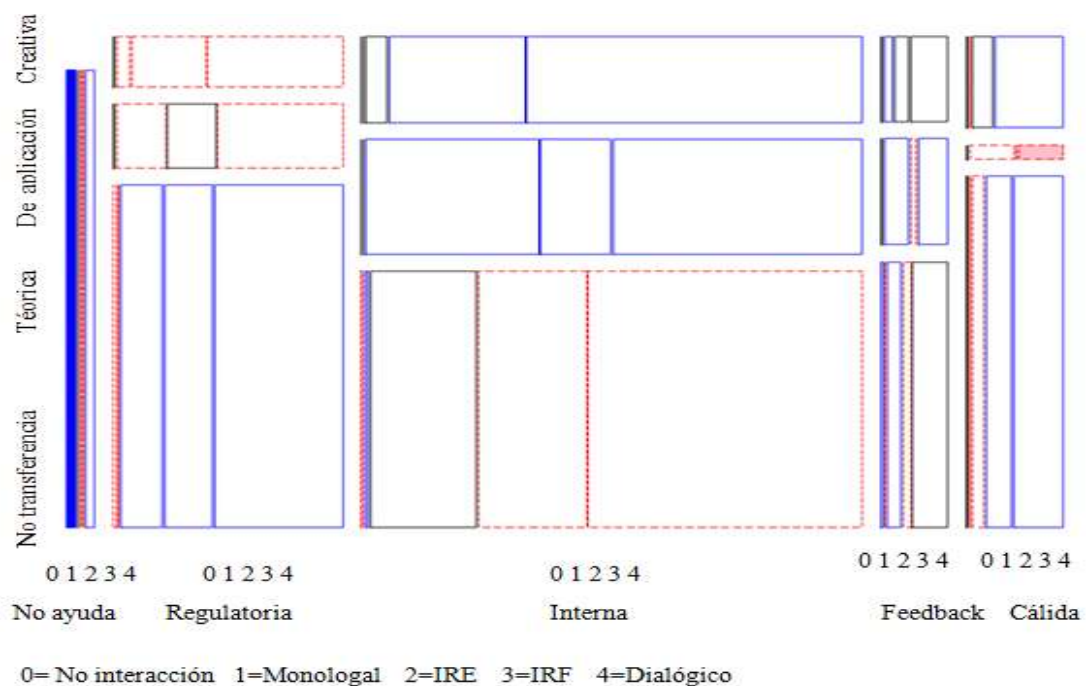 Creativa
De aplicación
Téorica
No transferencia
0 1 2 3 4 0 1 2 3 4 0 1 2 3 4 0 1 2 3 4 0 1 2 3 4
No ayuda Regulatoria Interna Feedback Cálida
0= No interacción 1=Monologal 2=IRE 3=IRF 4=Dialógico